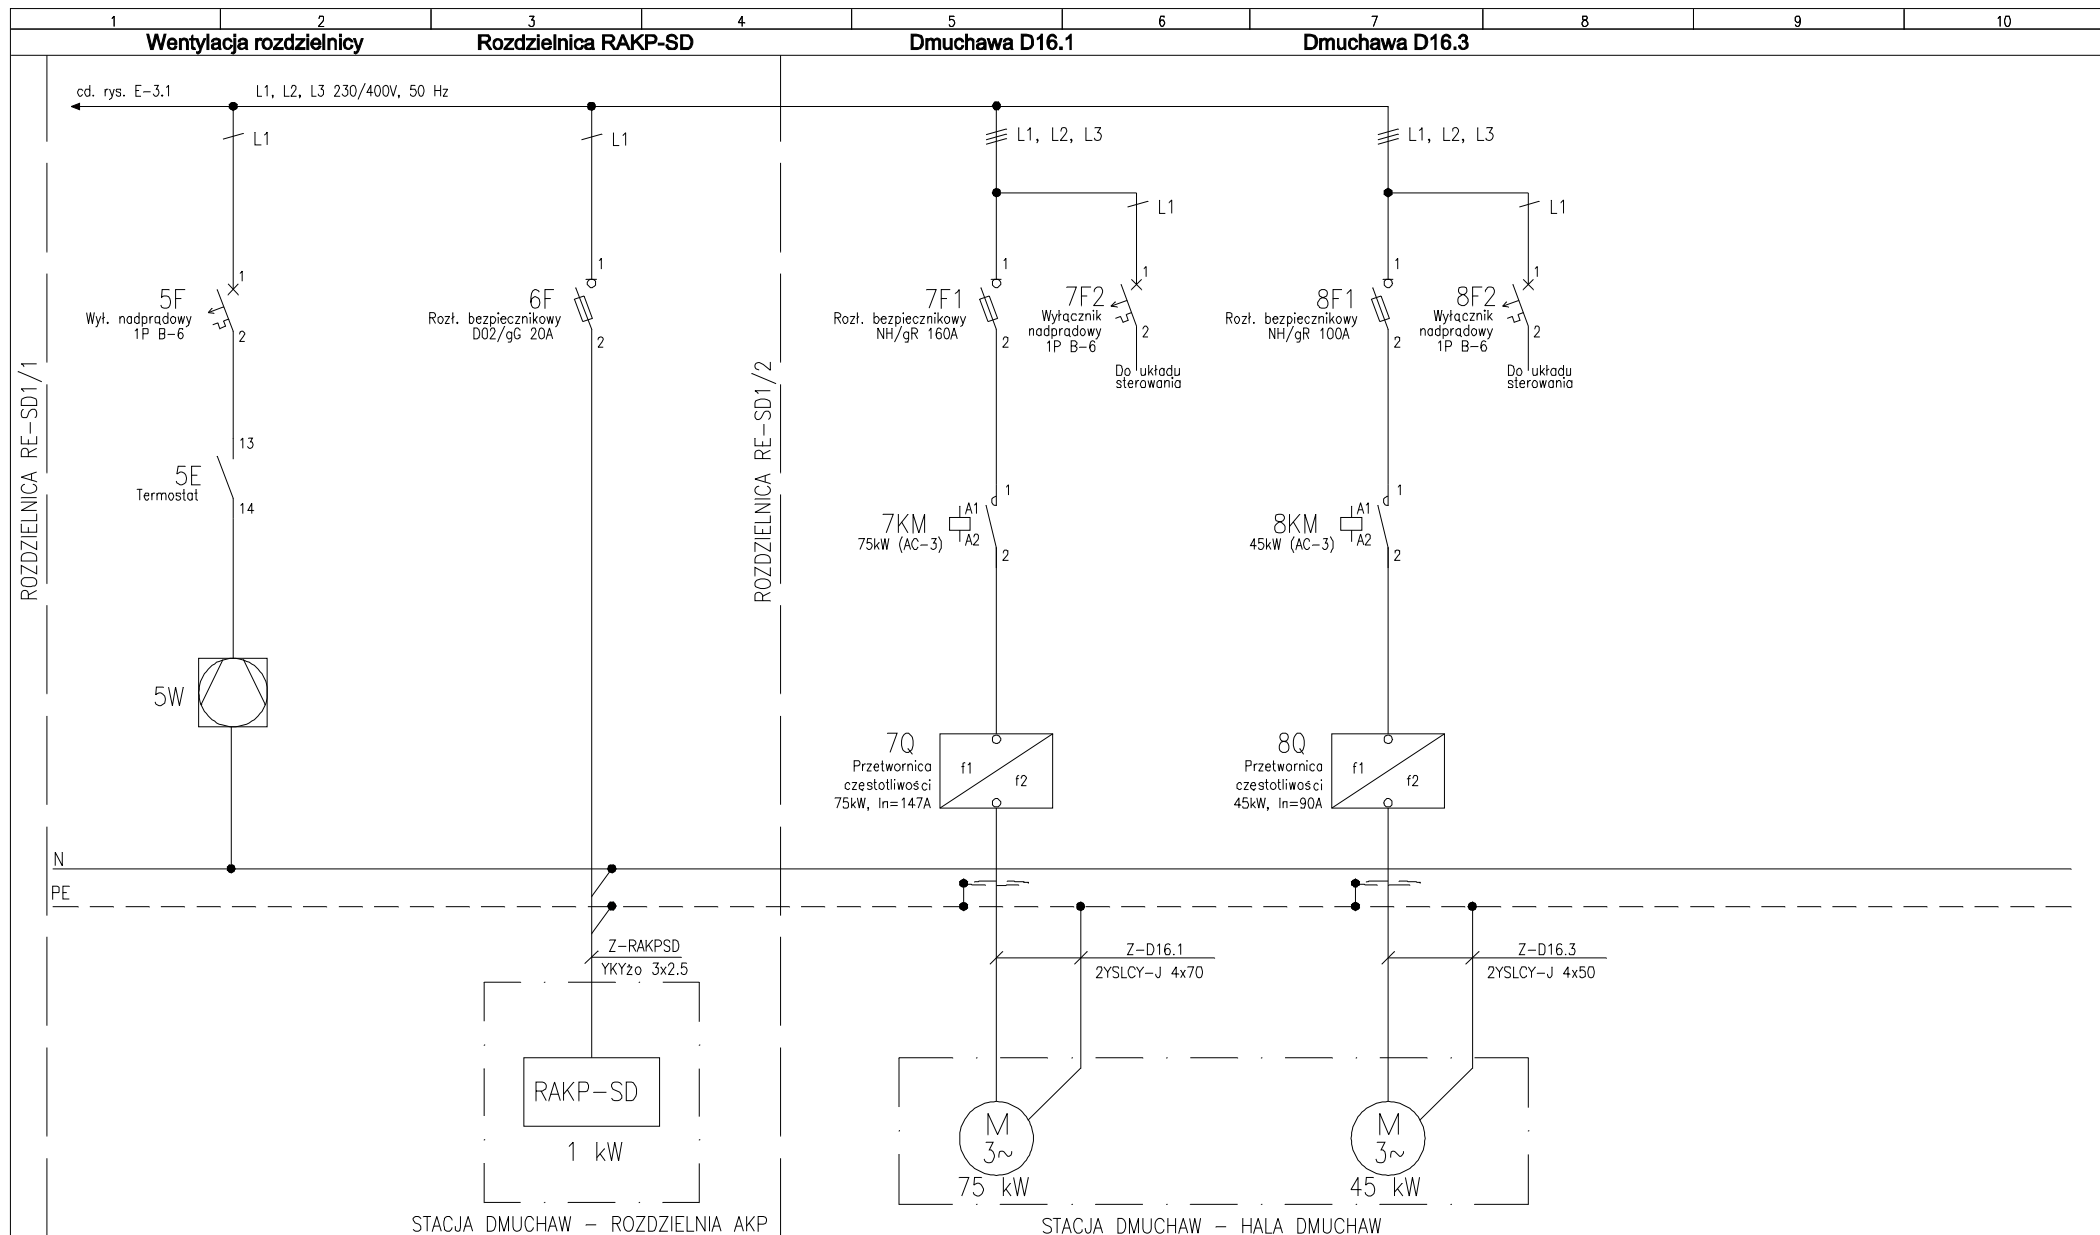 1 2 3 4 5 6 7 8 9 10
Wentylacja rozdzielnicy Rozdzielnica RAKP-SD Dmuchawa D16.1 Dmuchawa D16.3
cd. rys. E-3.1 L1, L2, L3 230/400V, 50 Hz
L1 L1 L1, L2, L3 L1, L2, L3
L1 L1
ROZDZIELNICA RE-SD1/1
1
5F
Wył. nadprądowy
1P B-6
2
13
5E
Termostat
14
5W
1
6F
Rozł. bezpiecznikowy
D02/gG 20A
2
ROZDZIELNICA RE-SD1/2
1
7F1
Rozł. bezpiecznikowy
NH/gR 160A
2
1
7F2
Wyłącznik
nadprądowy
1P B-6
2
Do układu
sterowania
1
7KM
75kW (AC-3)
A1
A2
2
7Q
Przetwornica
częstotliwości
75kW, In=147A
f1
f2
1
8F1
Rozł. bezpiecznikowy
NH/gR 100A
2
1
8F2
Wyłącznik
nadprądowy
1P B-6
2
Do układu
sterowania
1
8KM
45kW (AC-3)
A1
A2
2
8Q
Przetwornica
częstotliwości
45kW, In=90A
f1
f2
N
PE
Z-RAKPSD
YKYżo 3x2.5
Z-D16.1
2YSLCY-J 4x70
Z-D16.3
2YSLCY-J 4x50
RAKP-SD
1 kW
M
3~
75 kW
M
3~
45 kW
STACJA DMUCHAW - ROZDZIELNIA AKP
STACJA DMUCHAW - HALA DMUCHAW